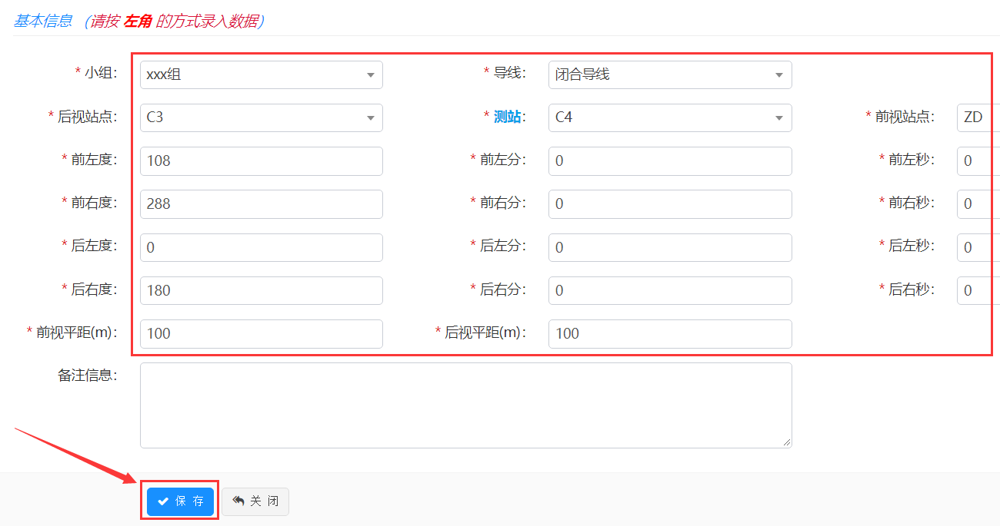 基本信息 (请按 左角 的方式录入数据)
* 小组: xxx组 * 导线: 闭合导线
* 后视站点: C3 * 测站: C4 * 前视站点: ZD
* 前左度: 108 * 前左分: 0 * 前左秒: 0
* 前右度: 288 * 前右分: 0 * 前右秒: 0
* 后左度: 0 * 后左分: 0 * 后左秒: 0
* 后右度: 180 * 后右分: 0 * 后右秒: 0
* 前视平距(m): 100 * 后视平距(m): 100
备注信息:
保 存 关 闭